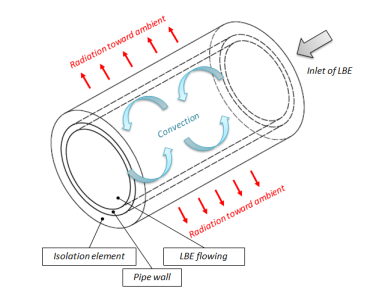 Radiation toward ambient
Inlet of LBE
Convection
Radiation toward ambient
Isolation element
LBE flowing
Pipe wall